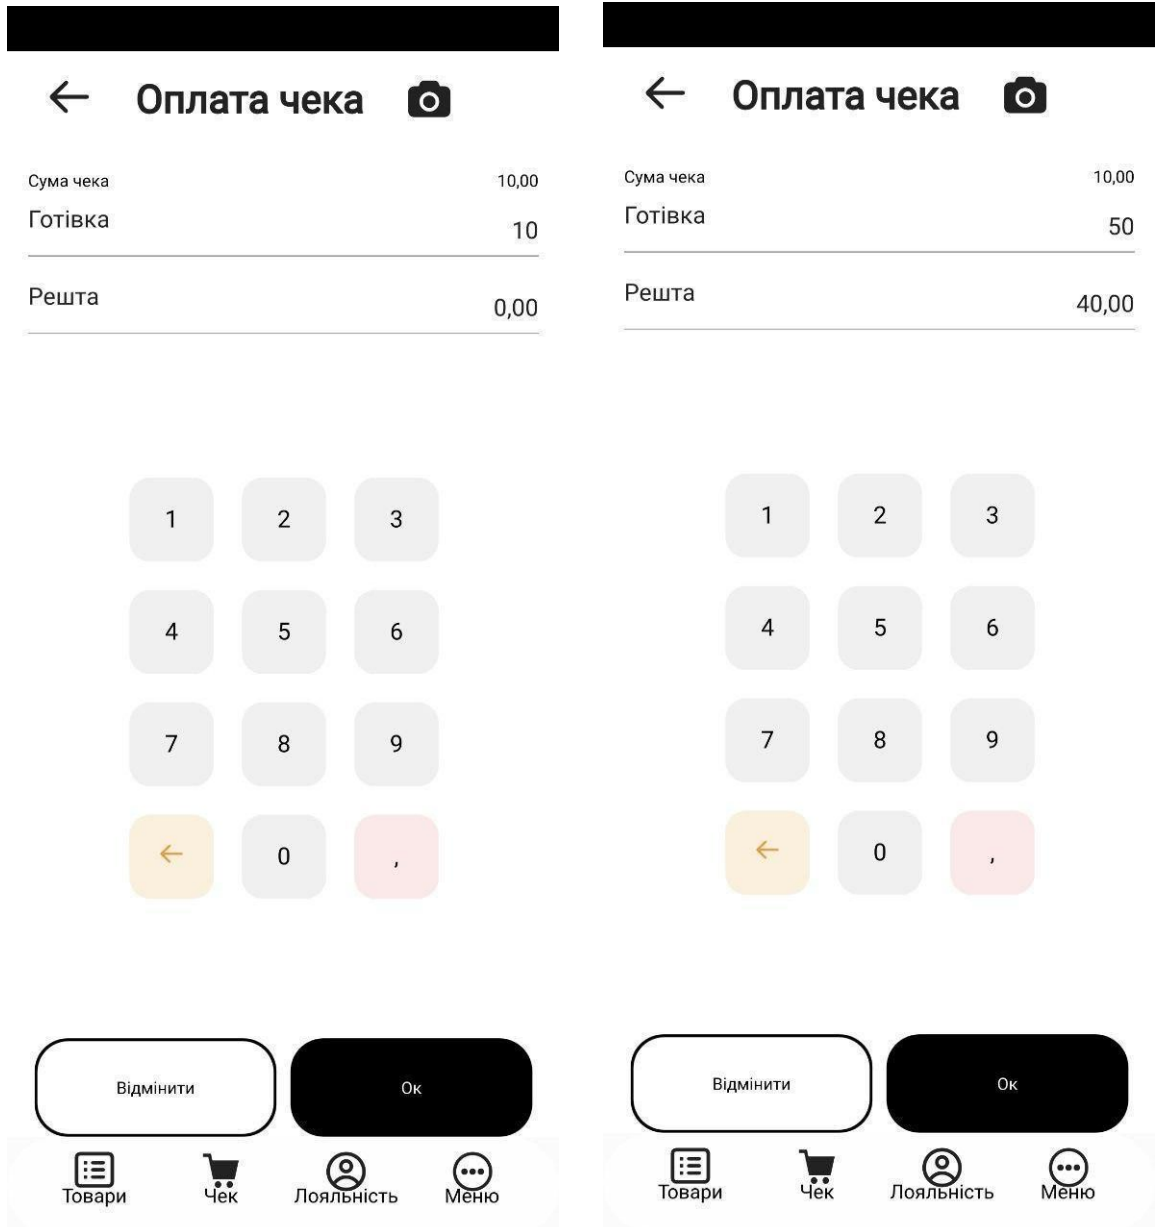 Оплата чека
Сума чека 10,00
Готівка 10
Решта 0,00
1 2 3
4 5 6
7 8 9
0 ,
Відмінити Ок
Товари Чек Лояльність Меню
Оплата чека
Сума чека 10,00
Готівка 50
Решта 40,00
1 2 3
4 5 6
7 8 9
0 ,
Відмінити Ок
Товари Чек Лояльність Меню